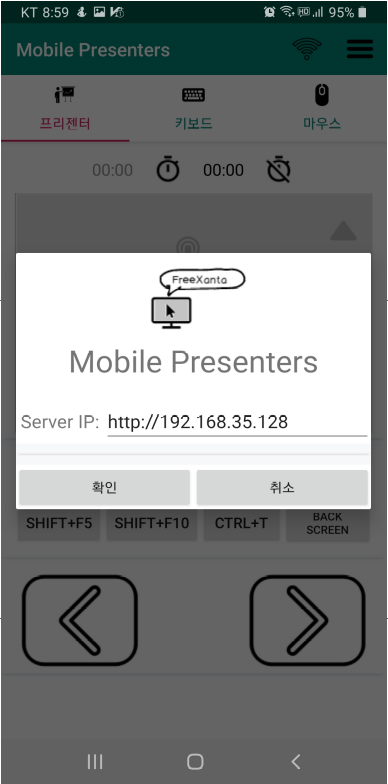 KT 8:59
95%
Mobile Presenters
프리젠터 키보드 마우스
00:00 00:00
FreeXanta
Mobile Presenters
Server IP: http://192.168.35.128
확인 취소
SHIFT+F5 SHIFT+F10 CTRL+T BACK
SCREEN